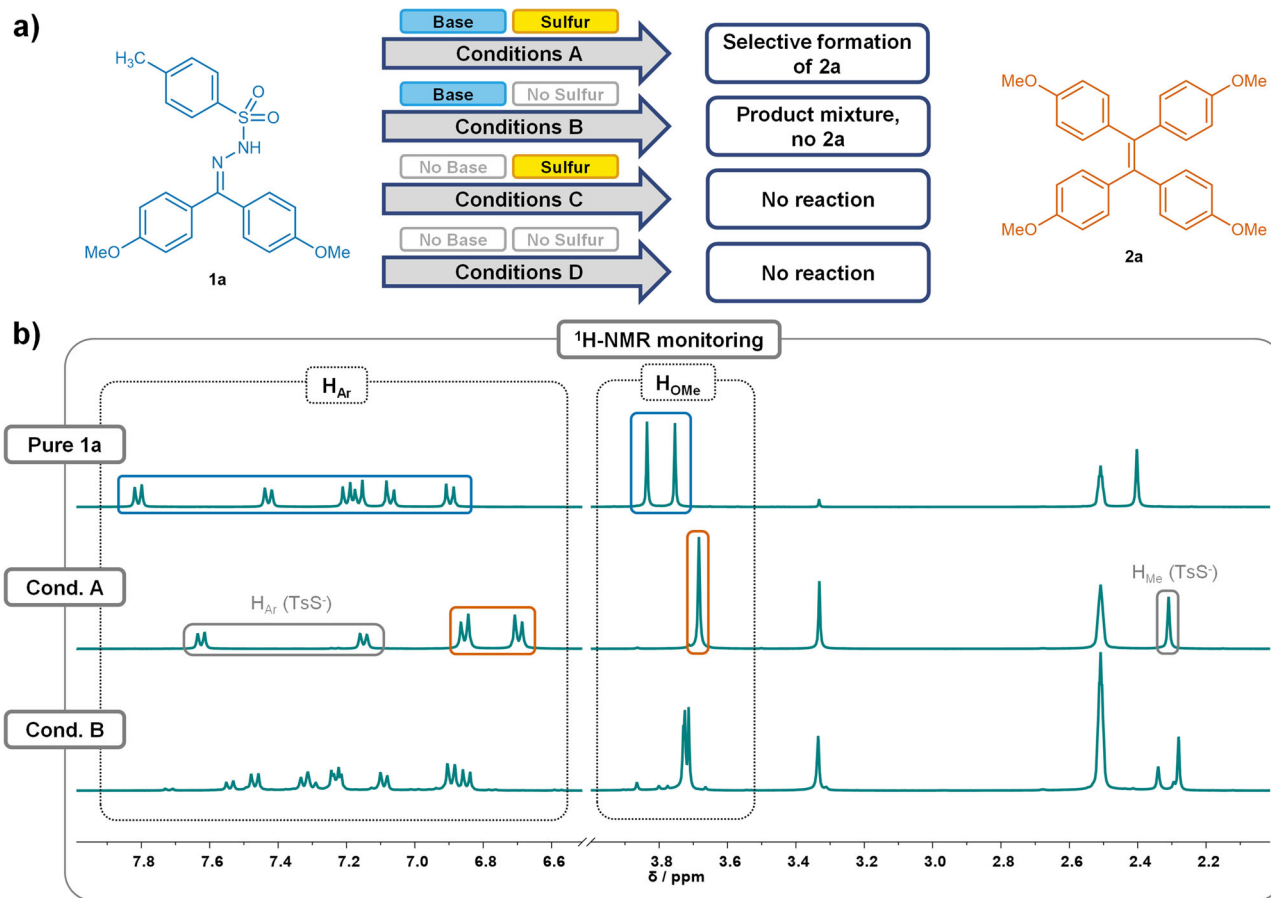 a)
Base Sulfur
Conditions A
Selective formation
of 2a
Base No Sulfur
Conditions B
Product mixture,
no 2a
No Base Sulfur
Conditions C
No reaction
No Base No Sulfur
Conditions D
No reaction
H₃C
O
S
O
NH
N
MeO
OMe
1a
MeO
OMe
MeO
OMe
2a
b)
¹H-NMR monitoring
H_Ar
H_OMe
Pure 1a
Cond. A
H_Ar (TsS⁻)
H_Me (TsS⁻)
Cond. B
7.8 7.6 7.4 7.2 7.0 6.8 6.6 3.8 3.6 3.4 3.2 3.0 2.8 2.6 2.4 2.2
δ / ppm